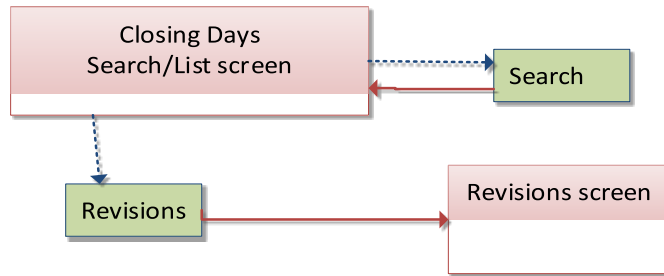 Closing Days
Search/List screen
Search
Revisions
Revisions screen